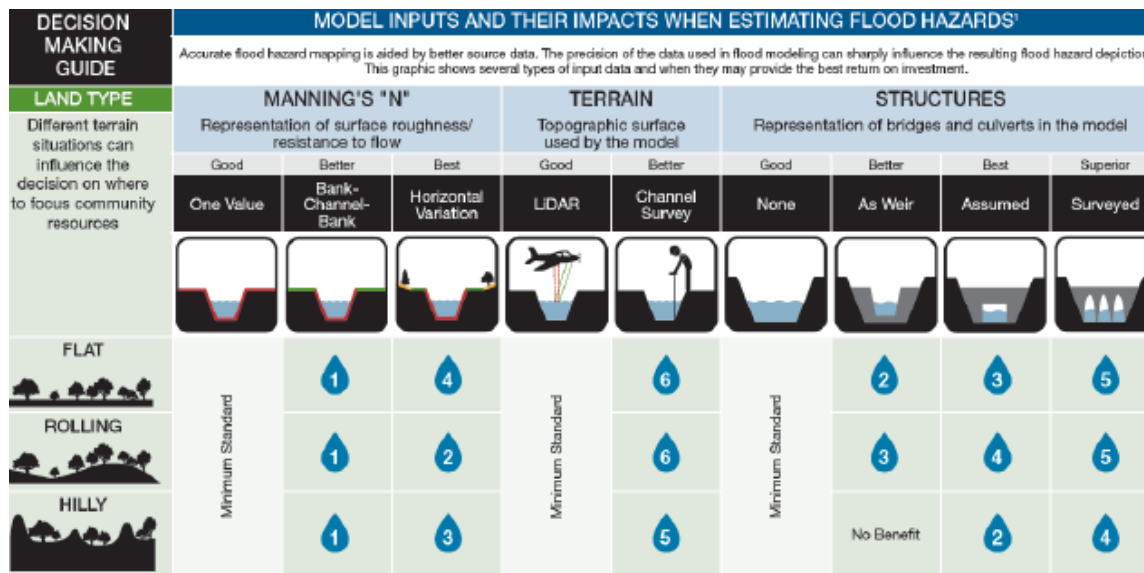 DECISION
MAKING
GUIDE
MODEL INPUTS AND THEIR IMPACTS WHEN ESTIMATING FLOOD HAZARDS¹
Accurate flood hazard mapping is aided by better source data. The precision of the data used in flood modeling can sharply influence the resulting flood hazard depiction
This graphic shows several types of input data and when they may provide the best return on investment.
LAND TYPE
Different terrain
situations can
influence the
decision on where
to focus community
resources
MANNING'S "N"
Representation of surface roughness/
resistance to flow
TERRAIN
Topographic surface
used by the model
STRUCTURES
Representation of bridges and culverts in the model
Good Better Best Good Better Good Better Best Superior
One Value
Bank-
Channel-
Bank
Horizontal
Variation
LiDAR
Channel
Survey
None
As Weir
Assumed
Surveyed
Minimum Standard
Minimum Standard
Minimum Standard
FLAT
1 4 6 2 3 5
ROLLING
1 2 6 3 4 5
HILLY
1 3 5 No Benefit 2 4